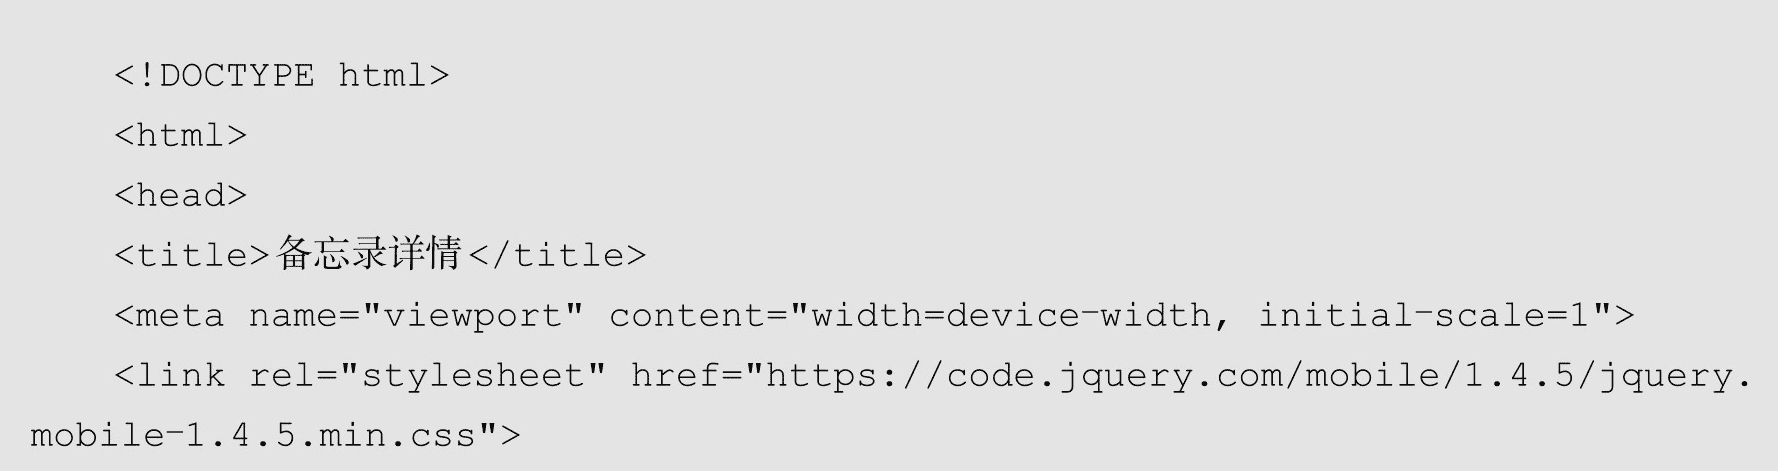 <!DOCTYPE html>
<html>
<head>
<title>备忘录详情</title>
<meta name="viewport" content="width=device-width, initial-scale=1">
<link rel="stylesheet" href="https://code.jquery.com/mobile/1.4.5/jquery.
mobile-1.4.5.min.css">